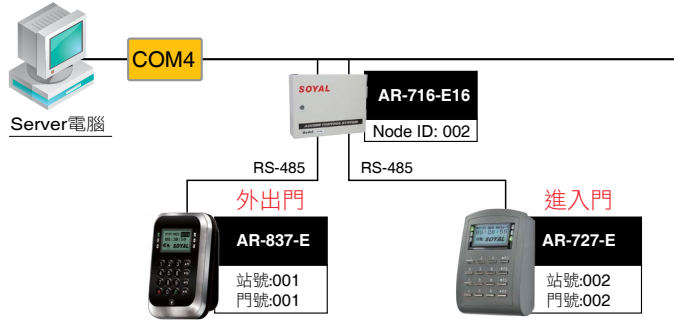 COM4
Server電腦
SOYAL
AR-716-E16
Node ID: 002
RS-485
RS-485
外出門
進入門
AR-837-E
站號:001
門號:001
AR-727-E
站號:002
門號:002
SOYAL
SOYAL